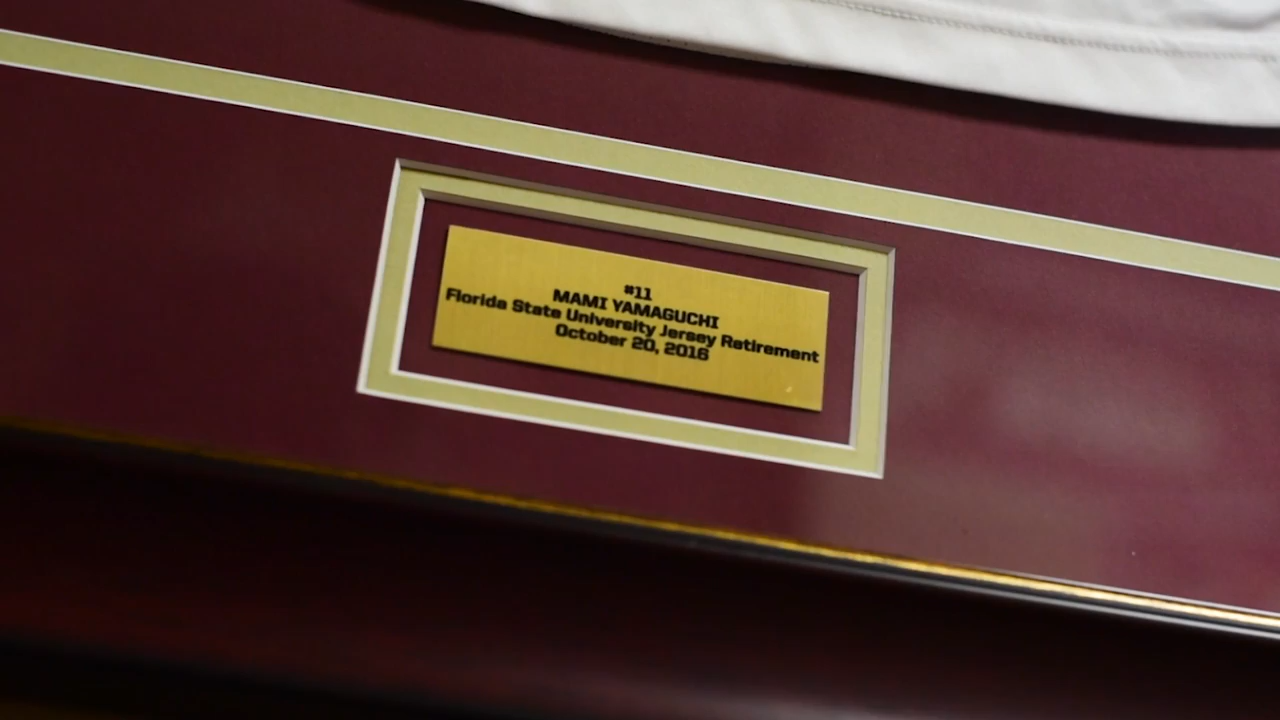 #11
MAMI YAMAGUCHI
Florida State University Jersey Retirement
October 20, 2016